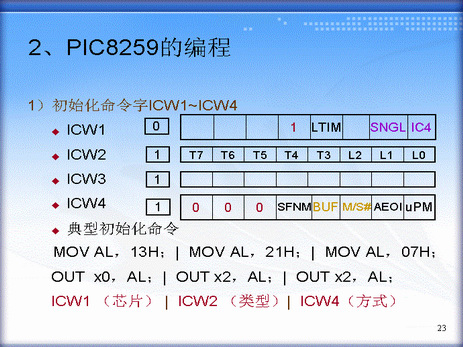 2、PIC8259的编程
1）初始化命令字ICW1~ICW4
ICW1 0 1 LTIM SNGL IC4
ICW2 1 T7 T6 T5 T4 T3 L2 L1 L0
ICW3 1
ICW4 1 0 0 0 SFNM BUF M/S# AEOI uPM
典型初始化命令
MOV AL，13H；| MOV AL，21H；| MOV AL，07H；
OUT x0，AL；| OUT x2，AL；| OUT x2，AL；
ICW1 （芯片） | ICW2 （类型）| ICW4（方式）
23